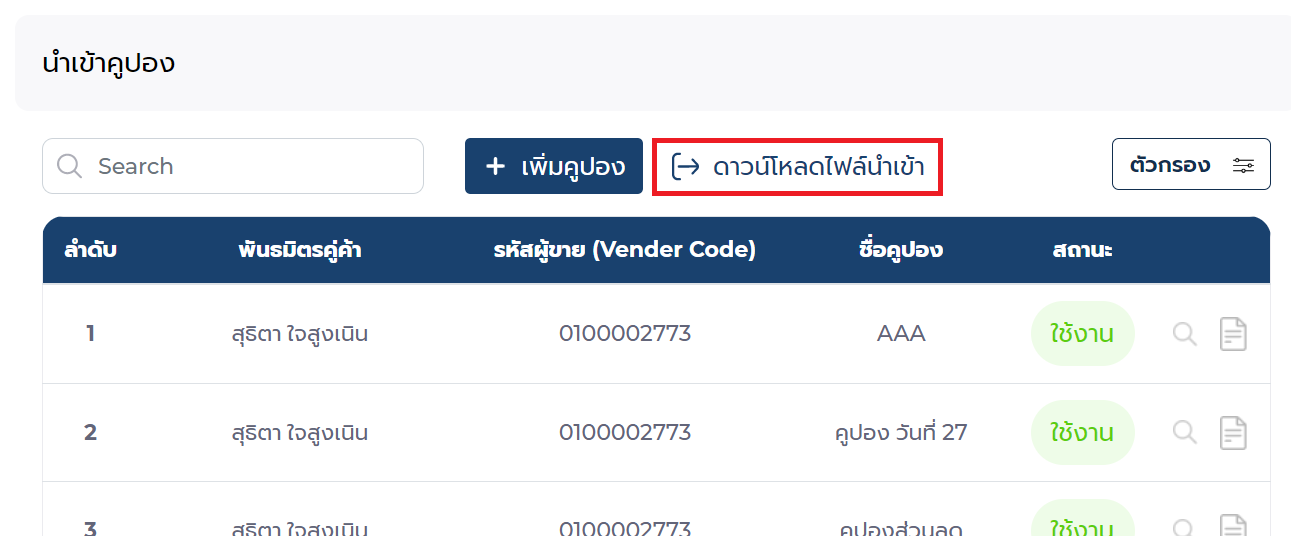 นำเข้าคูปอง
Search
+ เพิ่มคูปอง
ดาวน์โหลดไฟล์นำเข้า
ตัวกรอง
ลำดับ พันธมิตรคู่ค้า รหัสผู้ขาย (Vender Code) ชื่อคูปอง สถานะ
1 สุธิตา ใจสูงเนิน 0100002773 AAA ใช้งาน
2 สุธิตา ใจสูงเนิน 0100002773 คูปอง วันที่ 27 ใช้งาน
3 สุธิตา ใจสูงเนิน 0100002773 คูปองส่วนลด ใช้งาน